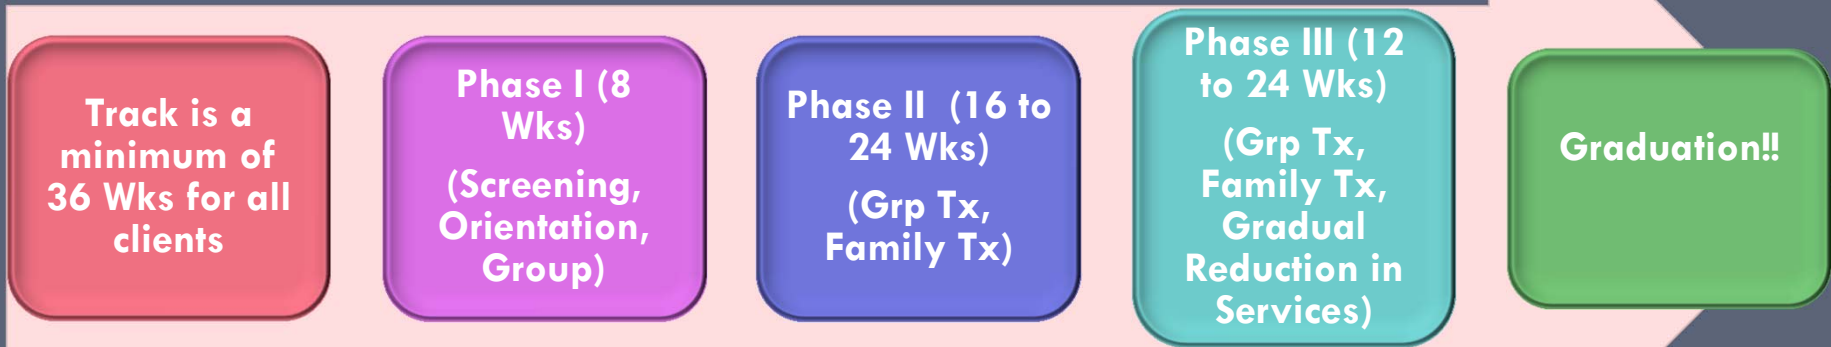 Track is a
minimum of
36 Wks for all
clients
Phase I (8
Wks)
(Screening,
Orientation,
Group)
Phase II  (16 to
24 Wks)
(Grp Tx,
Family Tx)
Phase III (12
to 24 Wks)
(Grp Tx,
Family Tx,
Gradual
Reduction in
Services)
Graduation!!